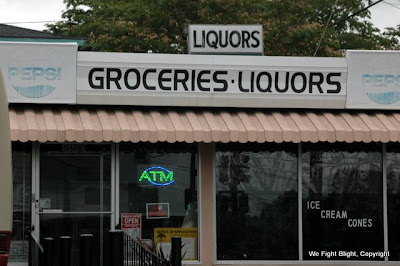 LIQUORS
PEPSI
GROCERIES·LIQUORS
PEPSI
ATM
OPEN
ICE
CREAM
CONES
We Fight Blight, Copyright